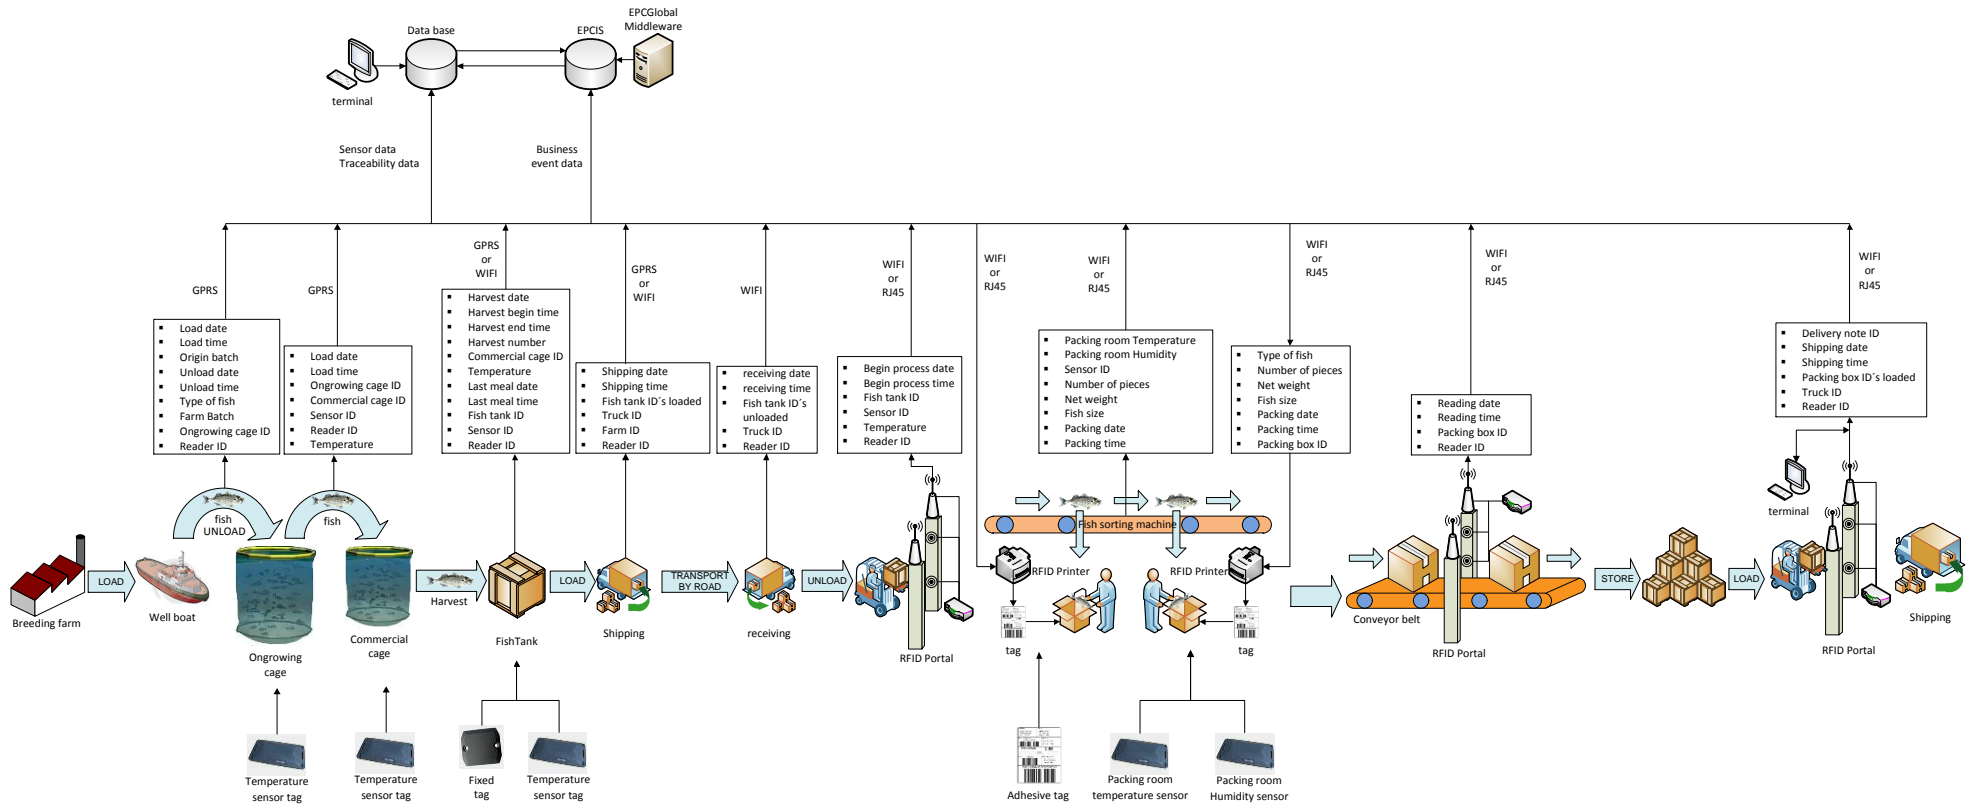 EPCGlobal
Middleware
Data base
EPCIS
terminal
Sensor data
Traceability data
Business
event data
GPRS
GPRS
GPRS
or
WIFI
GPRS
or
WIFI
WIFI
WIFI
or
RJ45
WIFI
or
RJ45
WIFI
or
RJ45
WIFI
or
RJ45
WIFI
or
RJ45
WIFI
or
RJ45
▪ Load date
▪ Load time
▪ Origin batch
▪ Unload date
▪ Unload time
▪ Type of fish
▪ Farm Batch
▪ Ongrowing cage ID
▪ Reader ID
▪ Load date
▪ Load time
▪ Ongrowing cage ID
▪ Commercial cage ID
▪ Sensor ID
▪ Reader ID
▪ Temperature
▪ Harvest date
▪ Harvest begin time
▪ Harvest end time
▪ Harvest number
▪ Commercial cage ID
▪ Temperature
▪ Last meal date
▪ Last meal time
▪ Fish tank ID
▪ Sensor ID
▪ Reader ID
▪ Shipping date
▪ Shipping time
▪ Fish tank ID´s loaded
▪ Truck ID
▪ Farm ID
▪ Reader ID
▪ receiving date
▪ receiving time
▪ Fish tank ID´s
unloaded
▪ Truck ID
▪ Reader ID
▪ Begin process date
▪ Begin process time
▪ Fish tank ID
▪ Sensor ID
▪ Temperature
▪ Reader ID
▪ Packing room Temperature
▪ Packing room Humidity
▪ Sensor ID
▪ Number of pieces
▪ Net weight
▪ Fish size
▪ Packing date
▪ Packing time
▪ Type of fish
▪ Number of pieces
▪ Net weight
▪ Fish size
▪ Packing date
▪ Packing time
▪ Packing box ID
▪ Reading date
▪ Reading time
▪ Packing box ID
▪ Reader ID
▪ Delivery note ID
▪ Shipping date
▪ Shipping time
▪ Packing box ID´s loaded
▪ Truck ID
▪ Reader ID
fish
UNLOAD
fish
Fish sorting machine
terminal
RFID Printer
RFID Printer
LOAD
Harvest
LOAD
TRANSPORT
BY ROAD
UNLOAD
STORE
LOAD
Breeding farm
Well boat
Ongrowing
cage
Commercial
cage
FishTank
Shipping
receiving
RFID Portal
tag
tag
Conveyor belt
RFID Portal
RFID Portal
Shipping
Temperature
sensor tag
Temperature
sensor tag
Fixed
tag
Temperature
sensor tag
Adhesive tag
Packing room
temperature sensor
Packing room
Humidity sensor